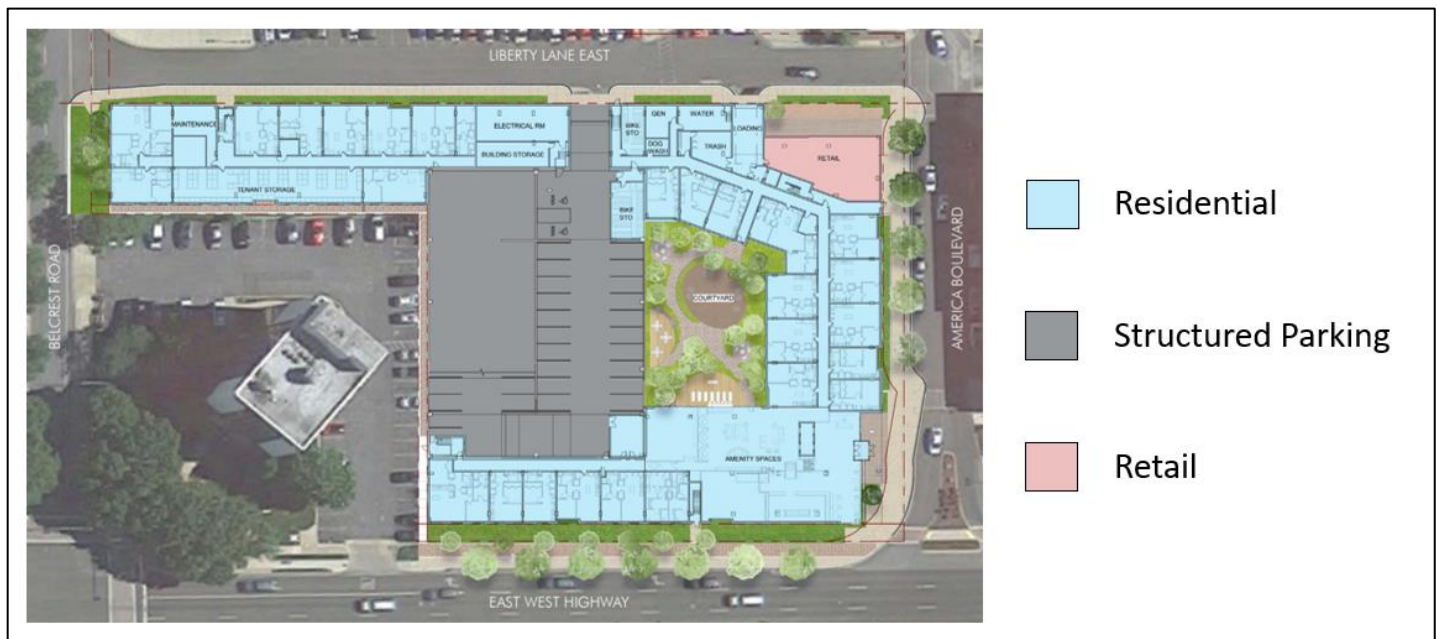 LIBERTY LANE EAST
MAINTENANCE
ELECTRICAL RM
BUILDING STORAGE
BIKE
STO
GEN
DOG
WASH
WATER
TRASH
LOADING
RETAIL
TENANT STORAGE
BIKE
STO
COURTYARD
AMENITY SPACES
BELCREST ROAD
AMERICA BOULEVARD
EAST WEST HIGHWAY
Residential
Structured Parking
Retail